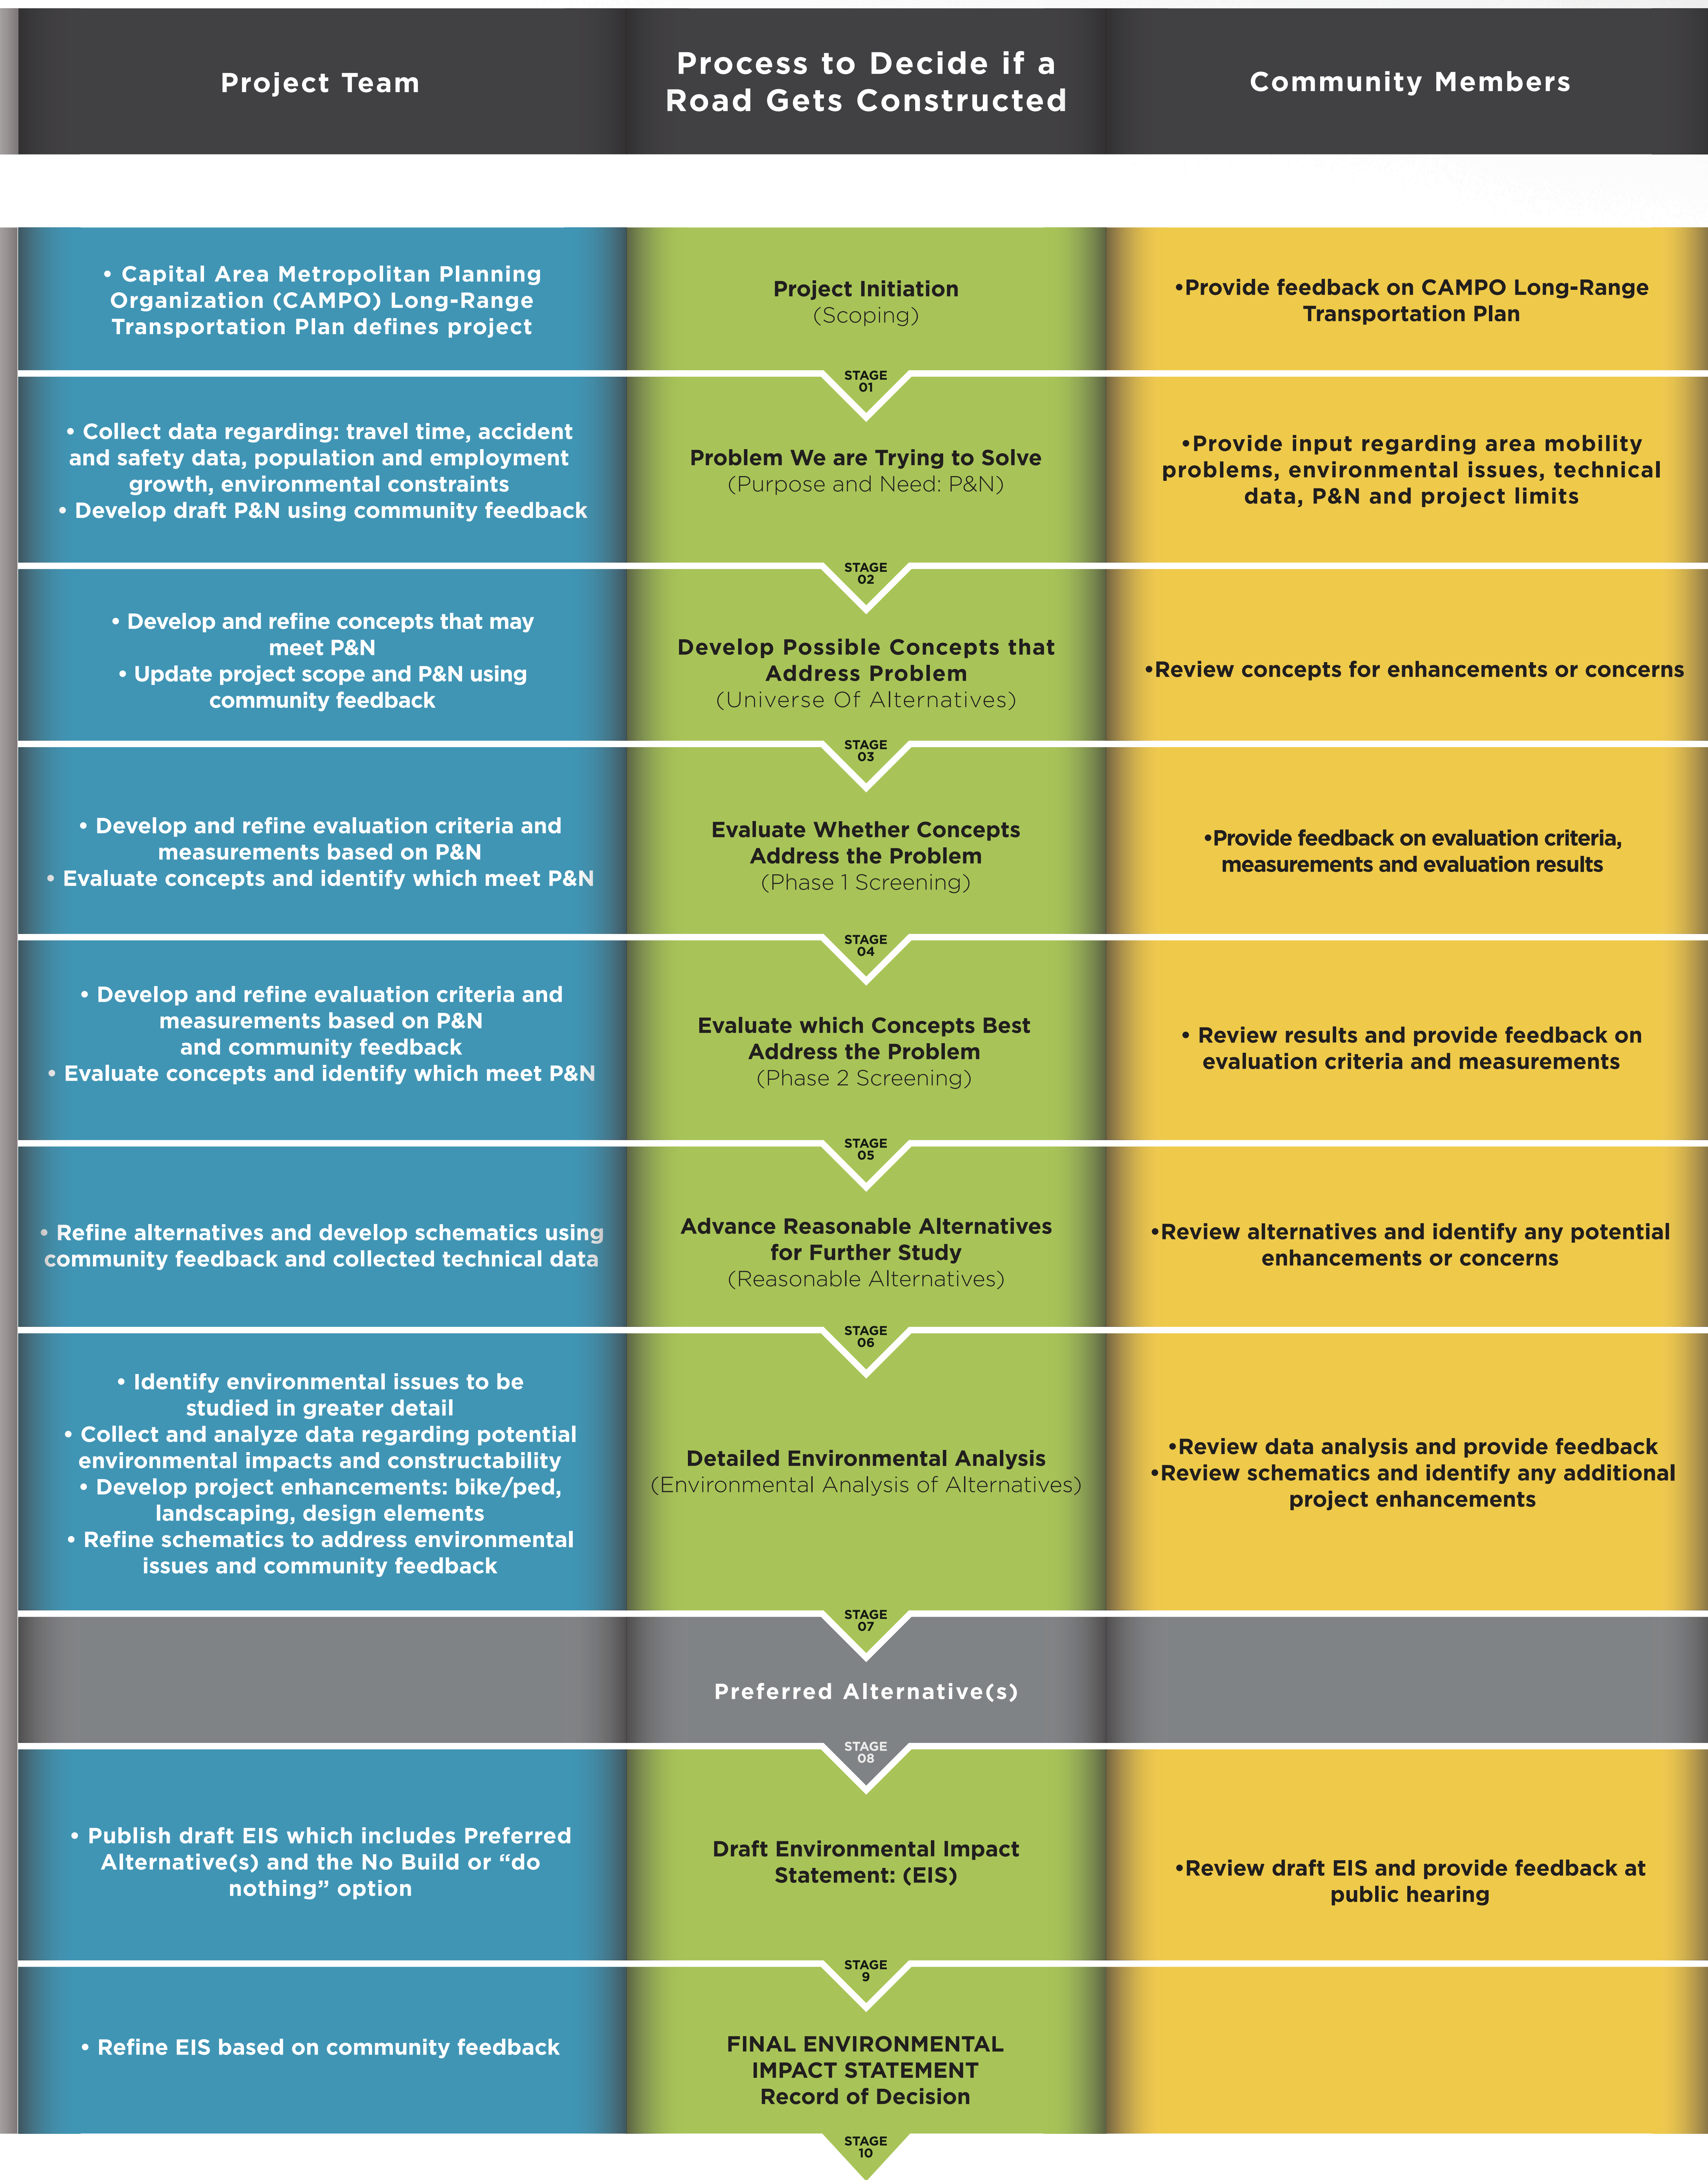 Project Team
Process to Decide if a
Road Gets Constructed
Community Members
• Capital Area Metropolitan Planning
Organization (CAMPO) Long-Range
Transportation Plan defines project
Project Initiation
(Scoping)
•Provide feedback on CAMPO Long-Range
Transportation Plan
STAGE
01
• Collect data regarding: travel time, accident
and safety data, population and employment
growth, environmental constraints
• Develop draft P&N using community feedback
Problem We are Trying to Solve
(Purpose and Need: P&N)
•Provide input regarding area mobility
problems, environmental issues, technical
data, P&N and project limits
STAGE
02
• Develop and refine concepts that may
meet P&N
• Update project scope and P&N using
community feedback
Develop Possible Concepts that
Address Problem
(Universe Of Alternatives)
•Review concepts for enhancements or concerns
STAGE
03
• Develop and refine evaluation criteria and
measurements based on P&N
• Evaluate concepts and identify which meet P&N
Evaluate Whether Concepts
Address the Problem
(Phase 1 Screening)
•Provide feedback on evaluation criteria,
measurements and evaluation results
STAGE
04
• Develop and refine evaluation criteria and
measurements based on P&N
and community feedback
• Evaluate concepts and identify which meet P&N
Evaluate which Concepts Best
Address the Problem
(Phase 2 Screening)
• Review results and provide feedback on
evaluation criteria and measurements
STAGE
05
• Refine alternatives and develop schematics using
community feedback and collected technical data
Advance Reasonable Alternatives
for Further Study
(Reasonable Alternatives)
•Review alternatives and identify any potential
enhancements or concerns
STAGE
06
• Identify environmental issues to be
studied in greater detail
• Collect and analyze data regarding potential
environmental impacts and constructability
• Develop project enhancements: bike/ped,
landscaping, design elements
• Refine schematics to address environmental
issues and community feedback
Detailed Environmental Analysis
(Environmental Analysis of Alternatives)
•Review data analysis and provide feedback
•Review schematics and identify any additional
project enhancements
STAGE
07
Preferred Alternative(s)
STAGE
08
• Publish draft EIS which includes Preferred
Alternative(s) and the No Build or “do
nothing” option
Draft Environmental Impact
Statement: (EIS)
•Review draft EIS and provide feedback at
public hearing
STAGE
9
• Refine EIS based on community feedback
FINAL ENVIRONMENTAL
IMPACT STATEMENT
Record of Decision
STAGE
10